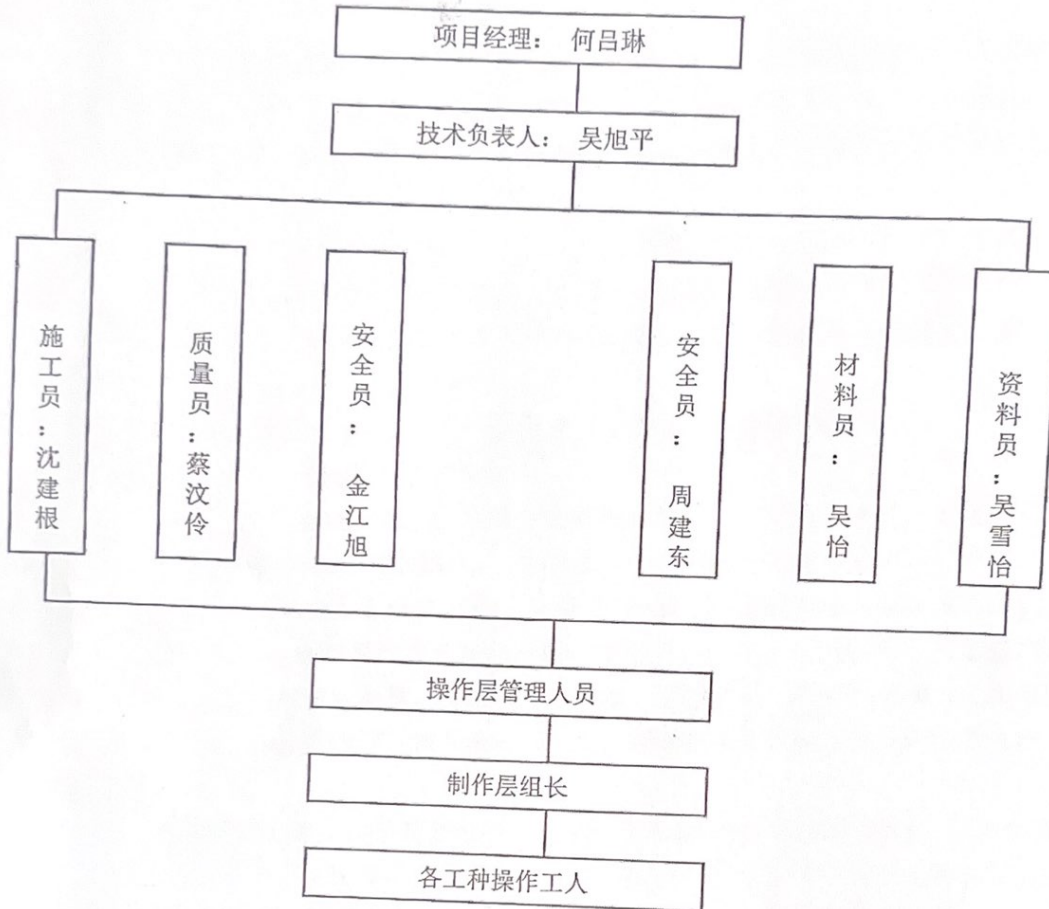 项目经理： 何吕琳
技术负表人： 吴旭平
施工员：沈建根
质量员：蔡汶伶
安全员： 金江旭
安全员： 周建东
材料员： 吴怡
资料员：吴雪怡
操作层管理人员
制作层组长
各工种操作工人